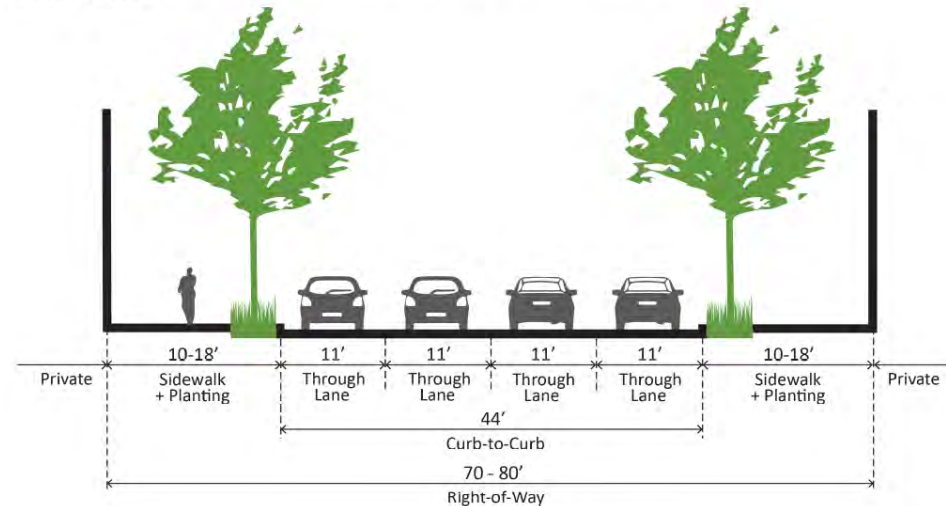 10-18′ 11′ 11′ 11′ 11′ 10-18′
Private Sidewalk Through Through Through Through Sidewalk Private
+ Planting Lane Lane Lane Lane + Planting
44′
Curb-to-Curb
70 - 80′
Right-of-Way